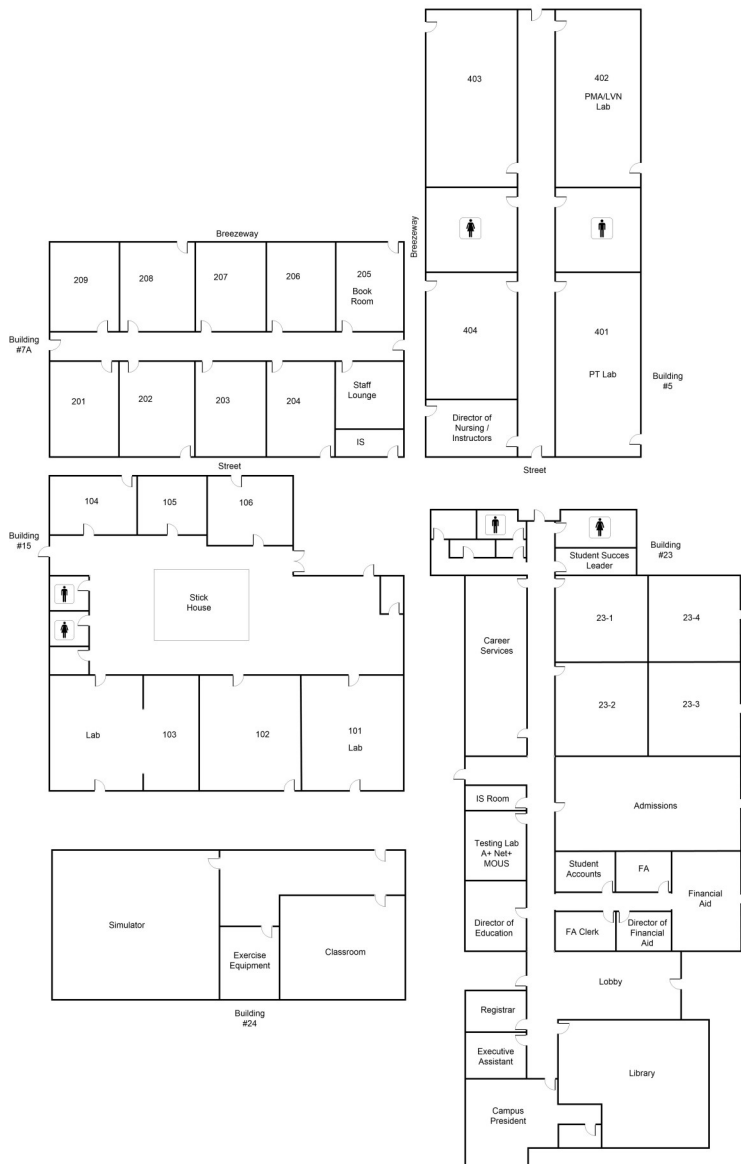 403
402
PMA/LVN
Lab
Breezeway
404
401
PT Lab
Director of
Nursing /
Instructors
Building
#5
Street
Breezeway
209
208
207
206
205
Book
Room
Building
#7A
201
202
203
204
Staff
Lounge
IS
Street
104
105
106
Building
#15
Stick
House
Lab
103
102
101
Lab
Simulator
Exercise
Equipment
Classroom
Building
#24
Building
#23
Student Succes
Leader
Career
Services
23-1
23-4
23-2
23-3
IS Room
Admissions
Testing Lab
A+ Net+
MOUS
Student
Accounts
FA
Financial
Aid
Director of
Education
FA Clerk
Director of
Financial
Aid
Lobby
Registrar
Executive
Assistant
Library
Campus
President